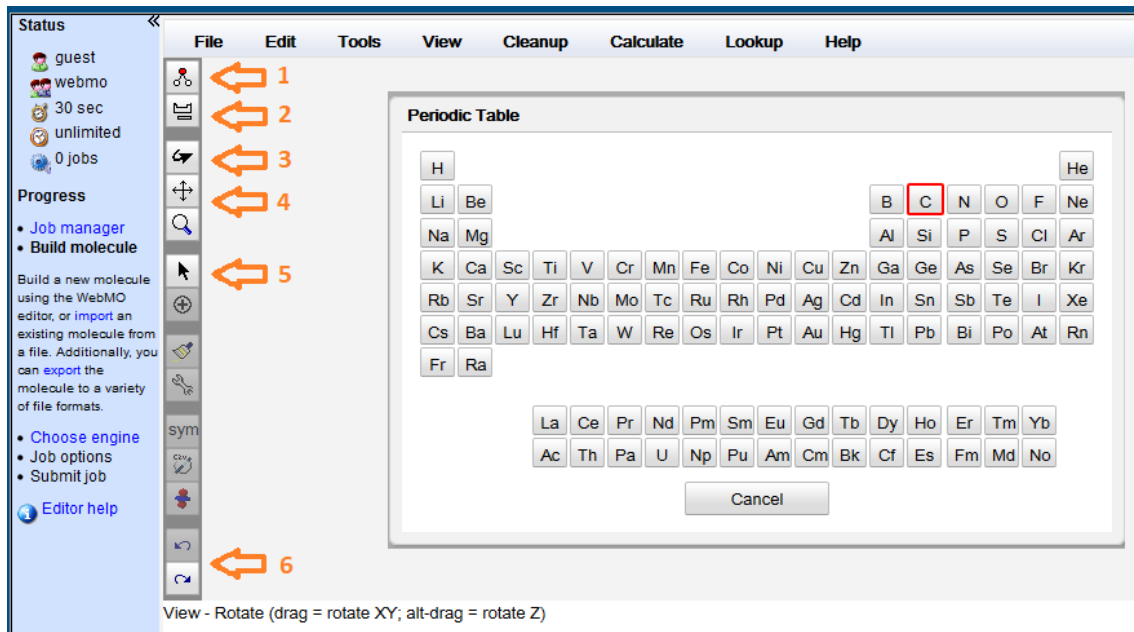 Status
guest
webmo
30 sec
unlimited
0 jobs
Progress
Job manager
Build molecule
Build a new molecule
using the WebMO
editor, or import an
existing molecule from
a file. Additionally, you
can export the
molecule to a variety
of file formats.
Choose engine
Job options
Submit job
Editor help
File Edit Tools View Cleanup Calculate Lookup Help
1
2
3
4
5
sym
6
Periodic Table
H He
Li Be B C N O F Ne
Na Mg Al Si P S Cl Ar
K Ca Sc Ti V Cr Mn Fe Co Ni Cu Zn Ga Ge As Se Br Kr
Rb Sr Y Zr Nb Mo Tc Ru Rh Pd Ag Cd In Sn Sb Te I Xe
Cs Ba Lu Hf Ta W Re Os Ir Pt Au Hg Tl Pb Bi Po At Rn
Fr Ra
La Ce Pr Nd Pm Sm Eu Gd Tb Dy Ho Er Tm Yb
Ac Th Pa U Np Pu Am Cm Bk Cf Es Fm Md No
Cancel
View - Rotate (drag = rotate XY; alt-drag = rotate Z)